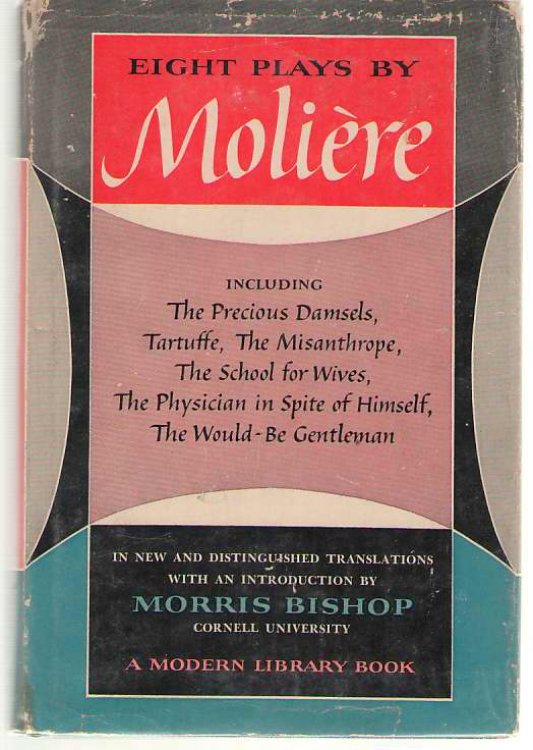 EIGHT PLAYS BY
Molière
INCLUDING
The Precious Damsels,
Tartuffe, The Misanthrope,
The School for Wives,
The Physician in Spite of Himself,
The Would-Be Gentleman
IN NEW AND DISTINGUISHED TRANSLATIONS
WITH AN INTRODUCTION BY
MORRIS BISHOP
CORNELL UNIVERSITY
A MODERN LIBRARY BOOK